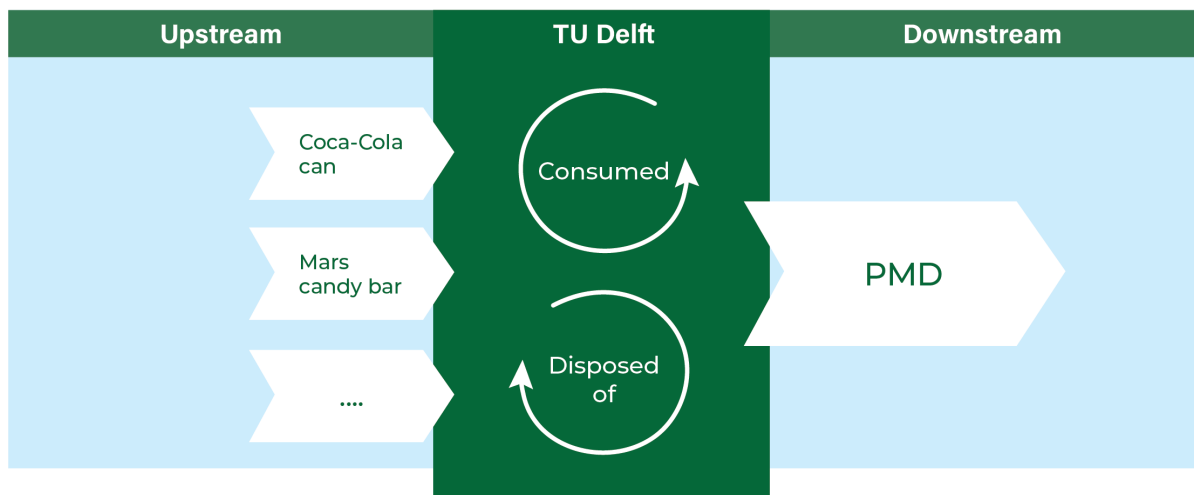 Upstream
TU Delft
Downstream
Coca-Cola
can
Mars
candy bar
....
Consumed
Disposed
of
PMD